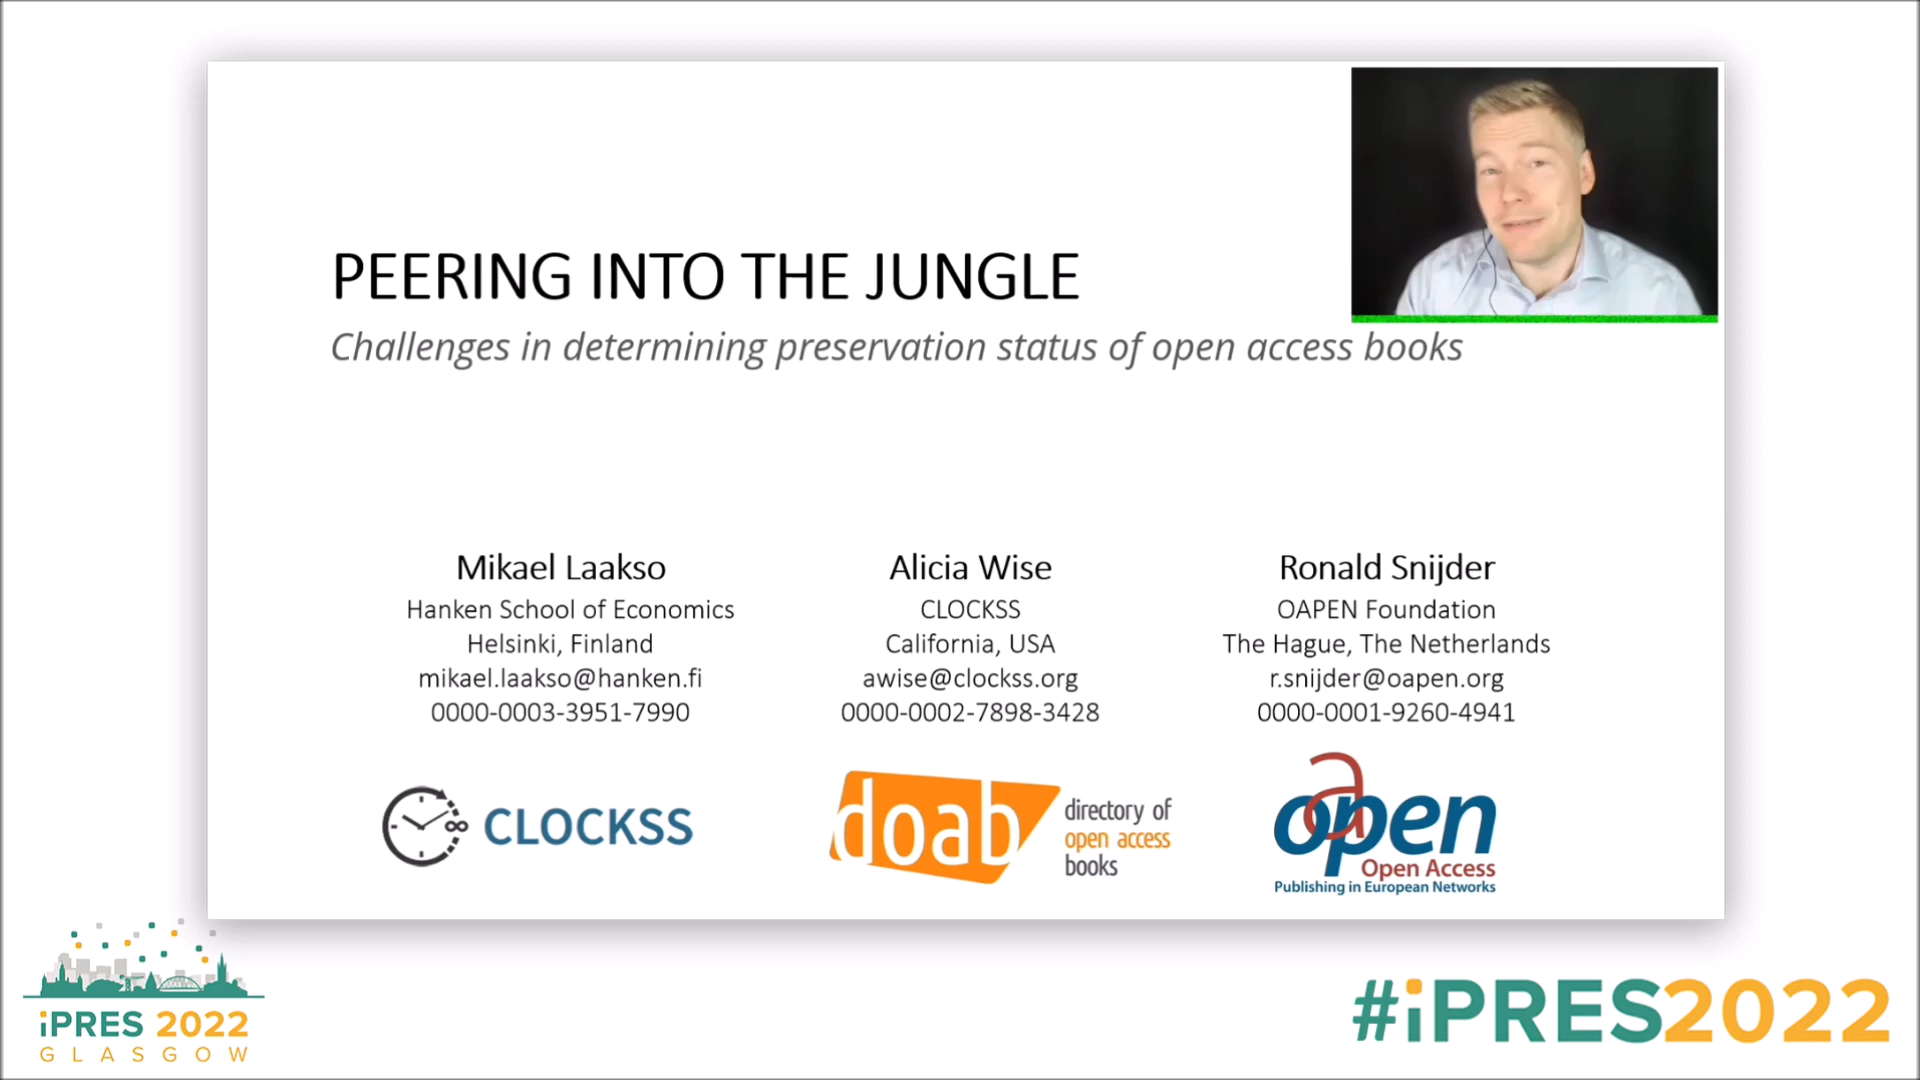 PEERING INTO THE JUNGLE
Challenges in determining preservation status of open access books
Mikael Laakso
Hanken School of Economics
Helsinki, Finland
mikael.laakso@hanken.fi
0000-0003-3951-7990
Alicia Wise
CLOCKSS
California, USA
awise@clockss.org
0000-0002-7898-3428
Ronald Snijder
OAPEN Foundation
The Hague, The Netherlands
r.snijder@oapen.org
0000-0001-9260-4941
CLOCKSS
doab
directory of
open access
books
oapen
Open Access
Publishing in European Networks
iPRES 2022
GLASGOW
#iPRES2022